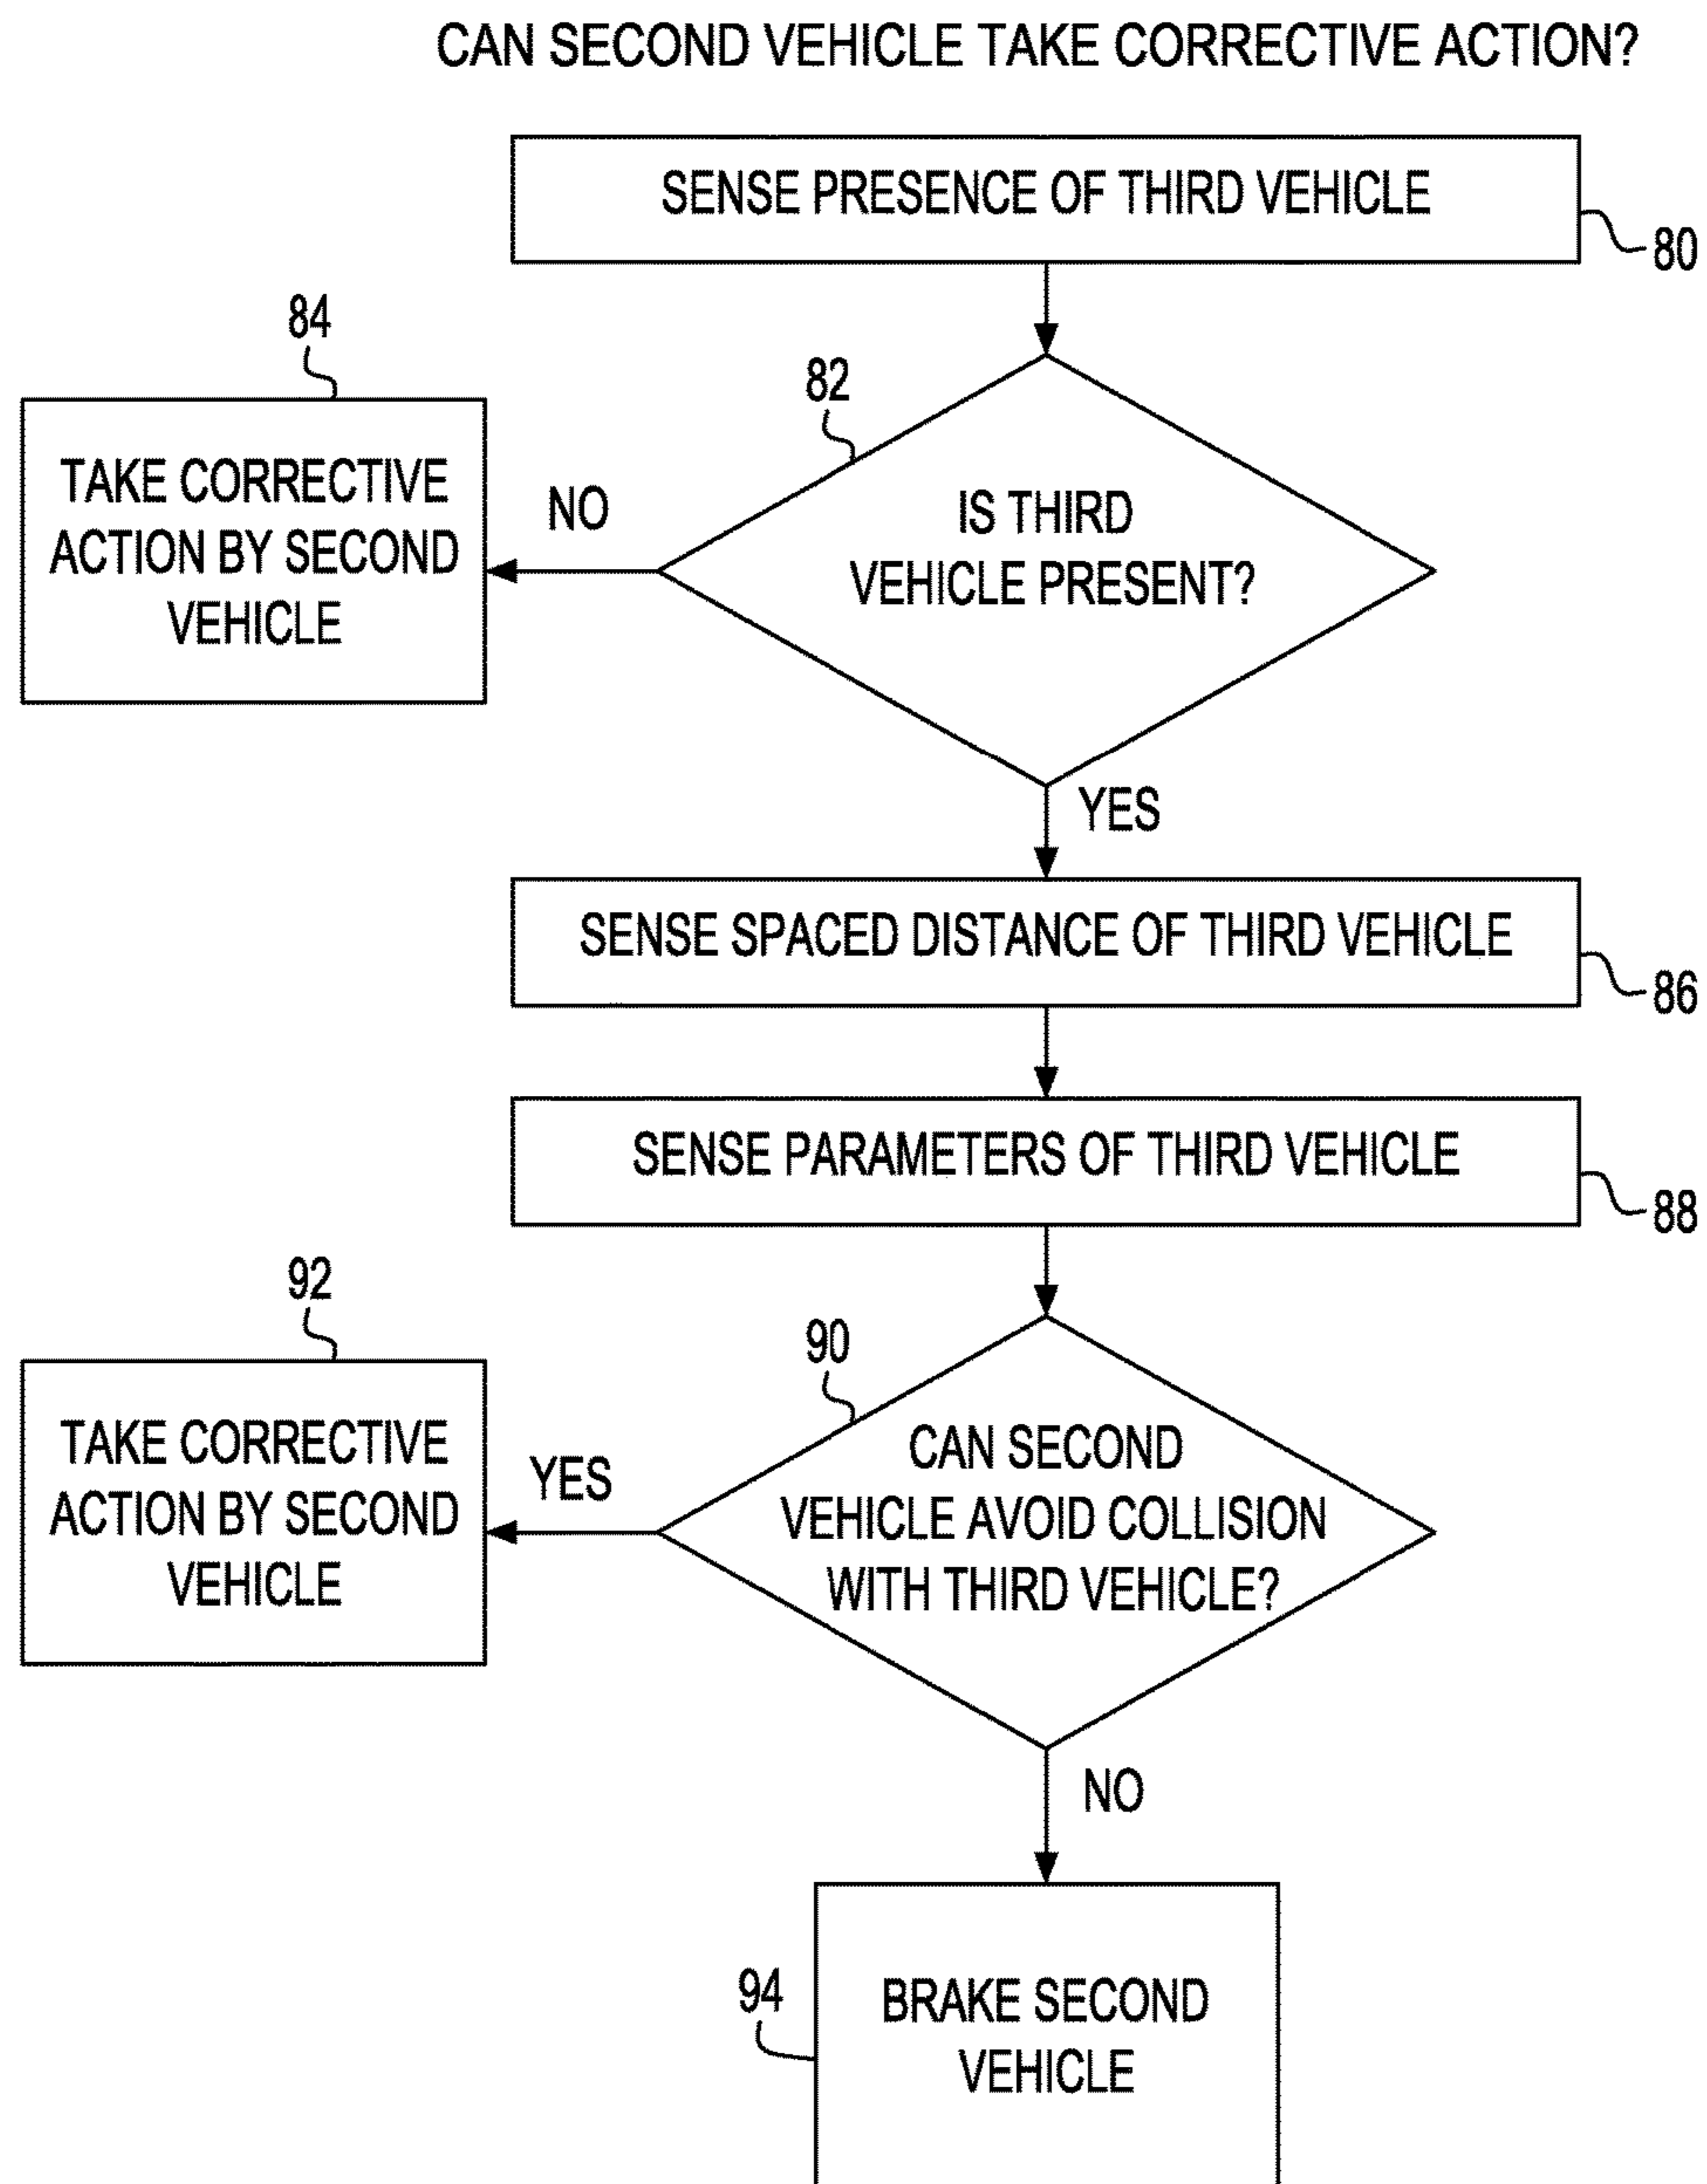 CAN SECOND VEHICLE TAKE CORRECTIVE ACTION?
SENSE PRESENCE OF THIRD VEHICLE
80
84
82
TAKE CORRECTIVE
ACTION BY SECOND
VEHICLE
NO
IS THIRD
VEHICLE PRESENT?
YES
SENSE SPACED DISTANCE OF THIRD VEHICLE
86
SENSE PARAMETERS OF THIRD VEHICLE
88
92
90
TAKE CORRECTIVE
ACTION BY SECOND
VEHICLE
YES
CAN SECOND
VEHICLE AVOID COLLISION
WITH THIRD VEHICLE?
NO
94
BRAKE SECOND
VEHICLE